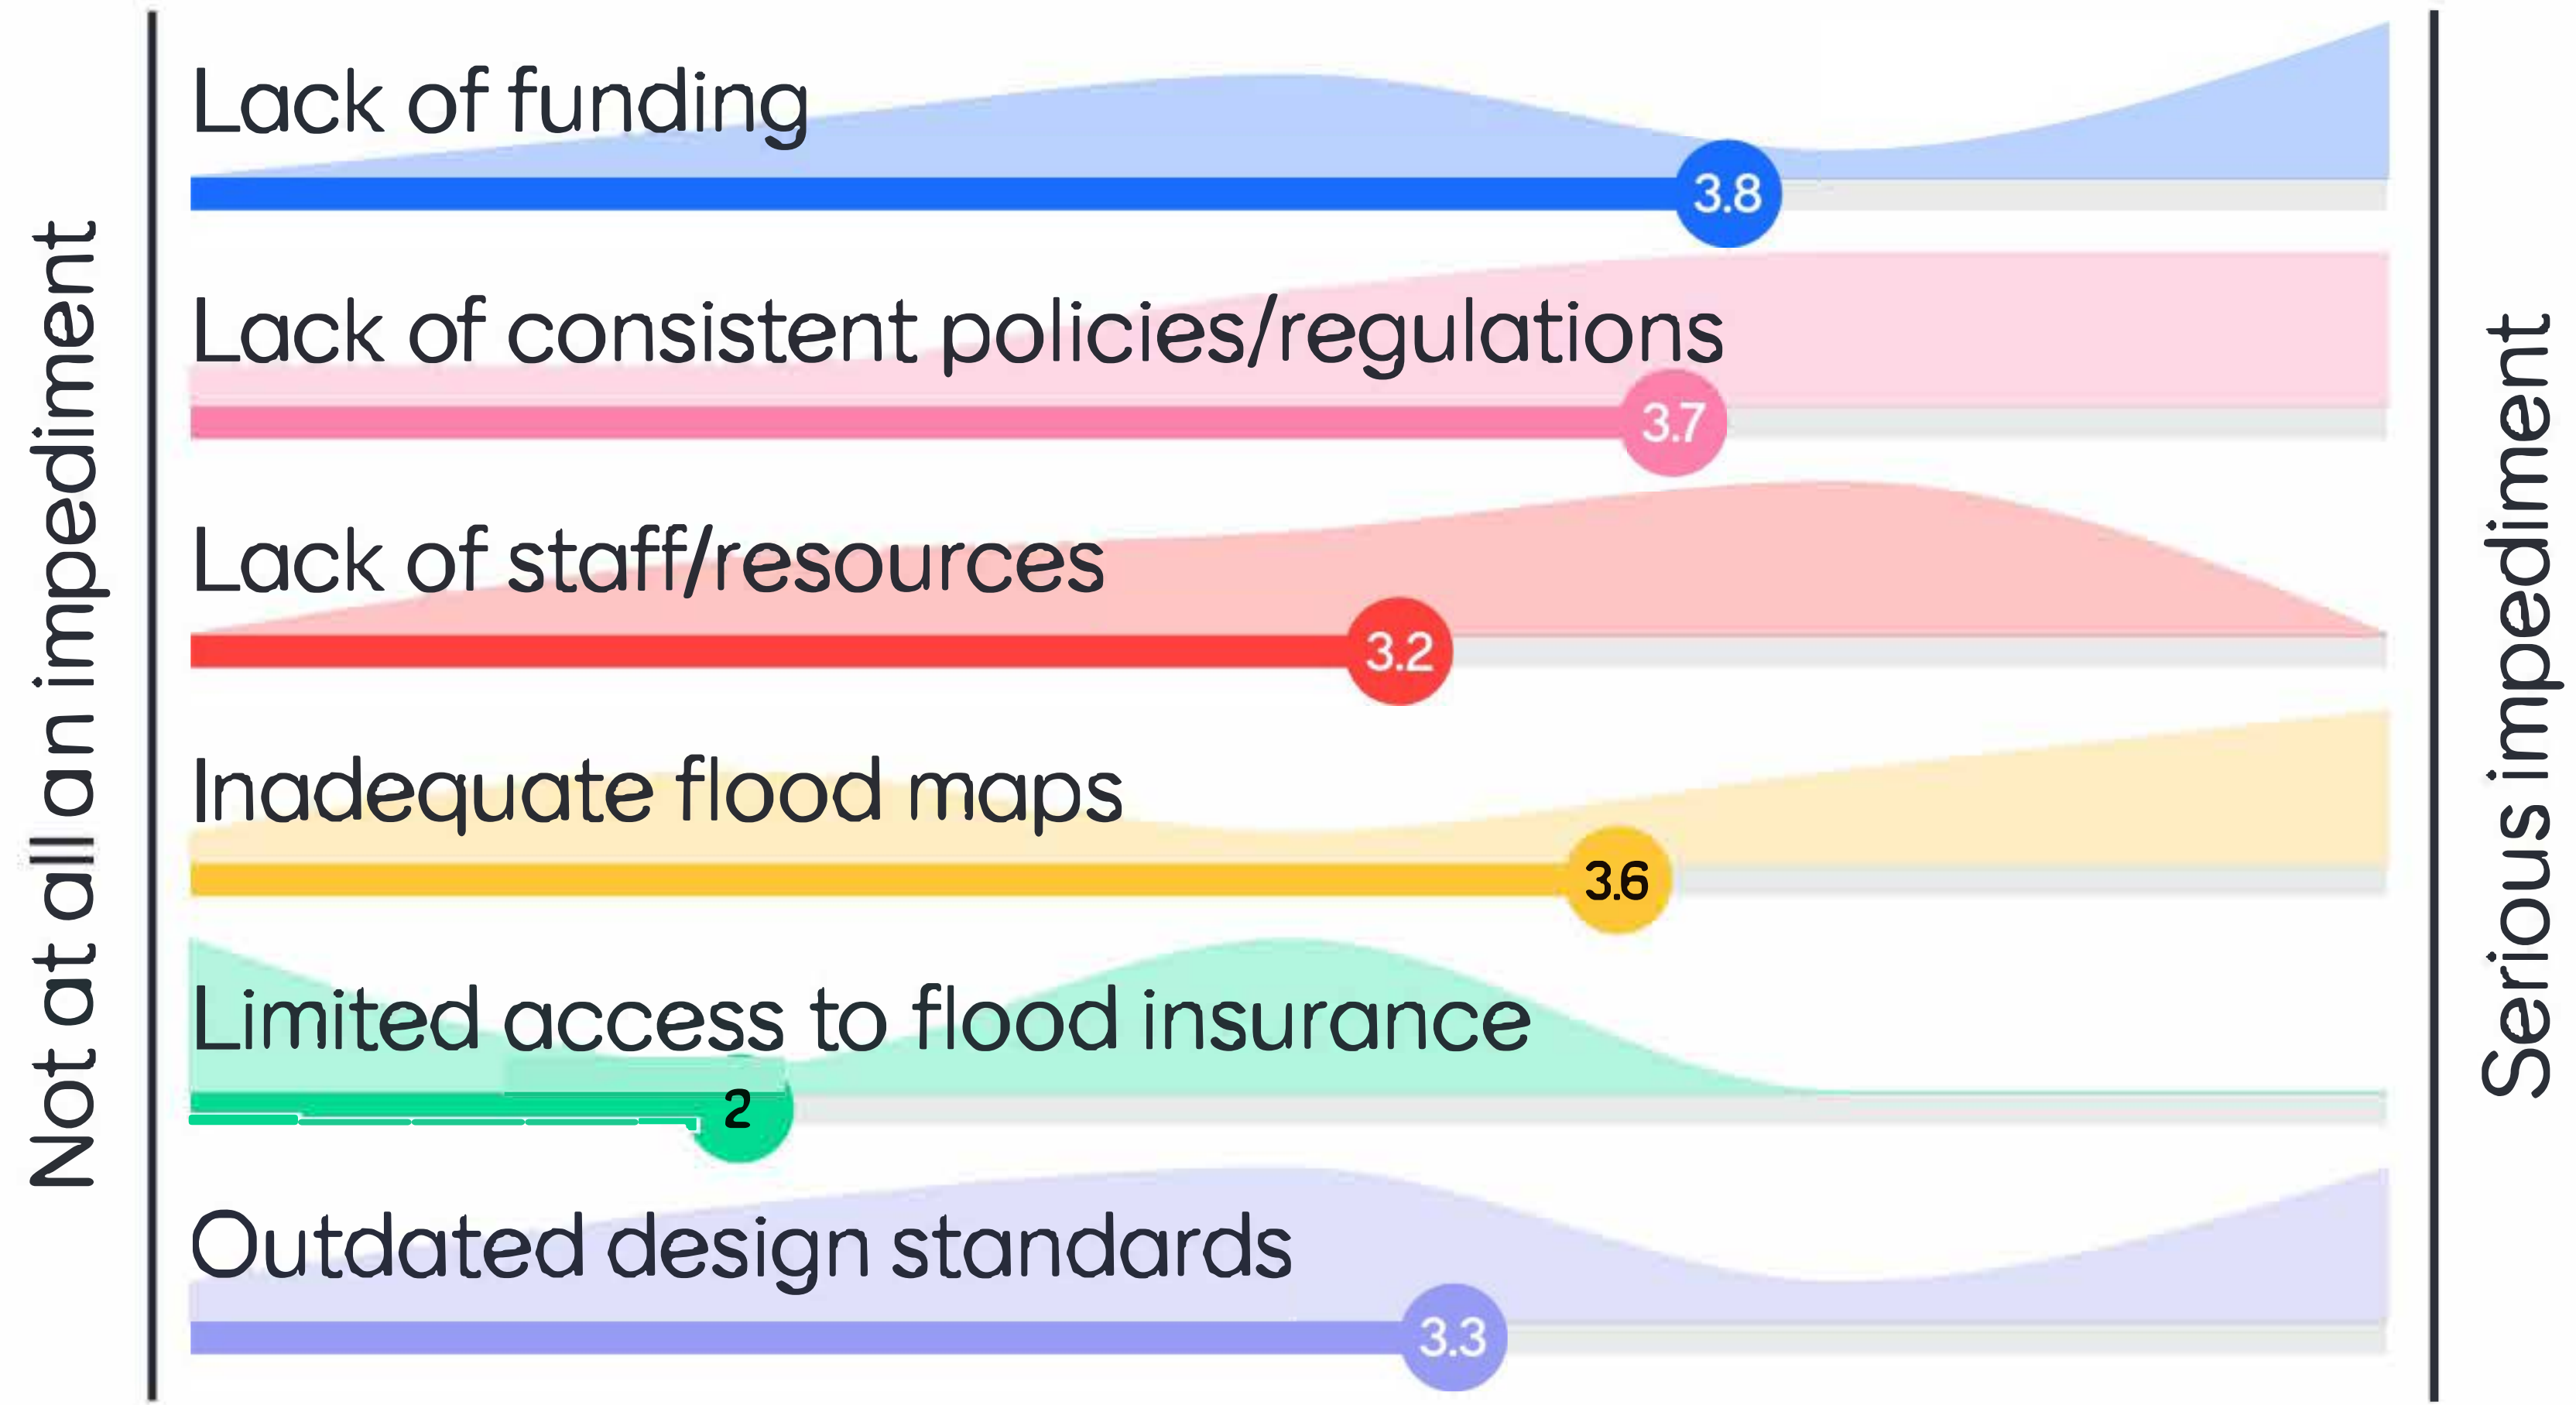 Not at all an impediment
Lack of funding
3.8
Lack of consistent policies/regulations
3.7
Lack of staff/resources
3.2
Inadequate flood maps
3.6
Limited access to flood insurance
2
Outdated design standards
3.3
Serious impediment